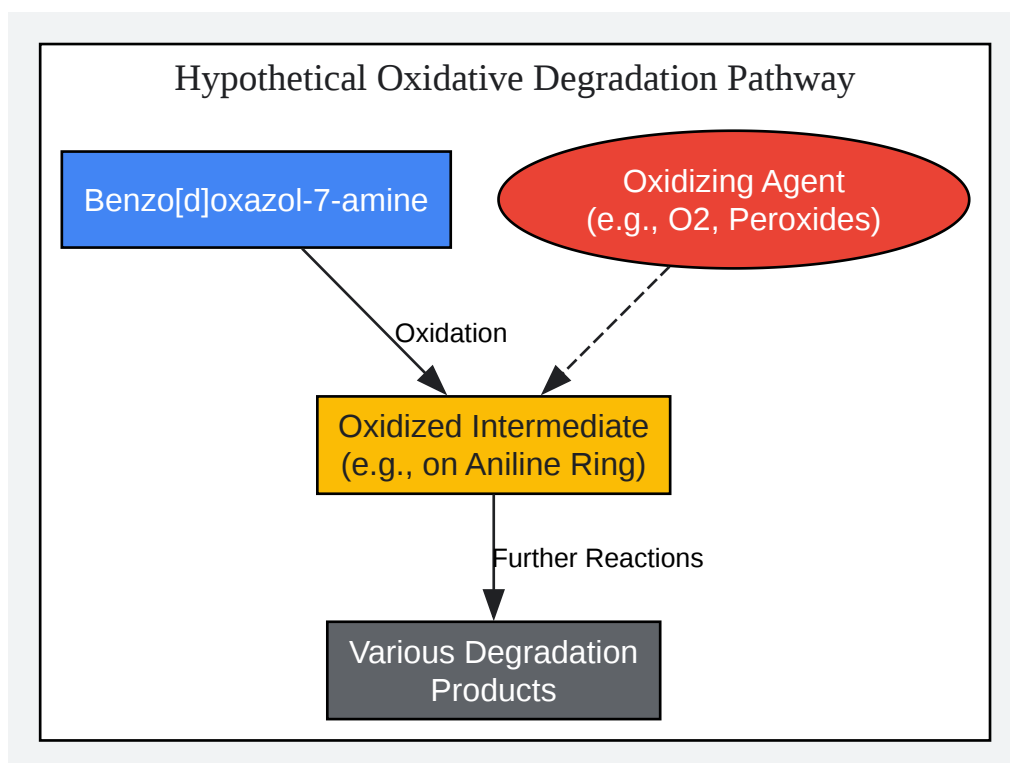 Hypothetical Oxidative Degradation Pathway
Benzo[d]oxazol-7-amine
Oxidizing Agent
(e.g., O2, Peroxides)
Oxidation
Oxidized Intermediate
(e.g., on Aniline Ring)
Further Reactions
Various Degradation
Products